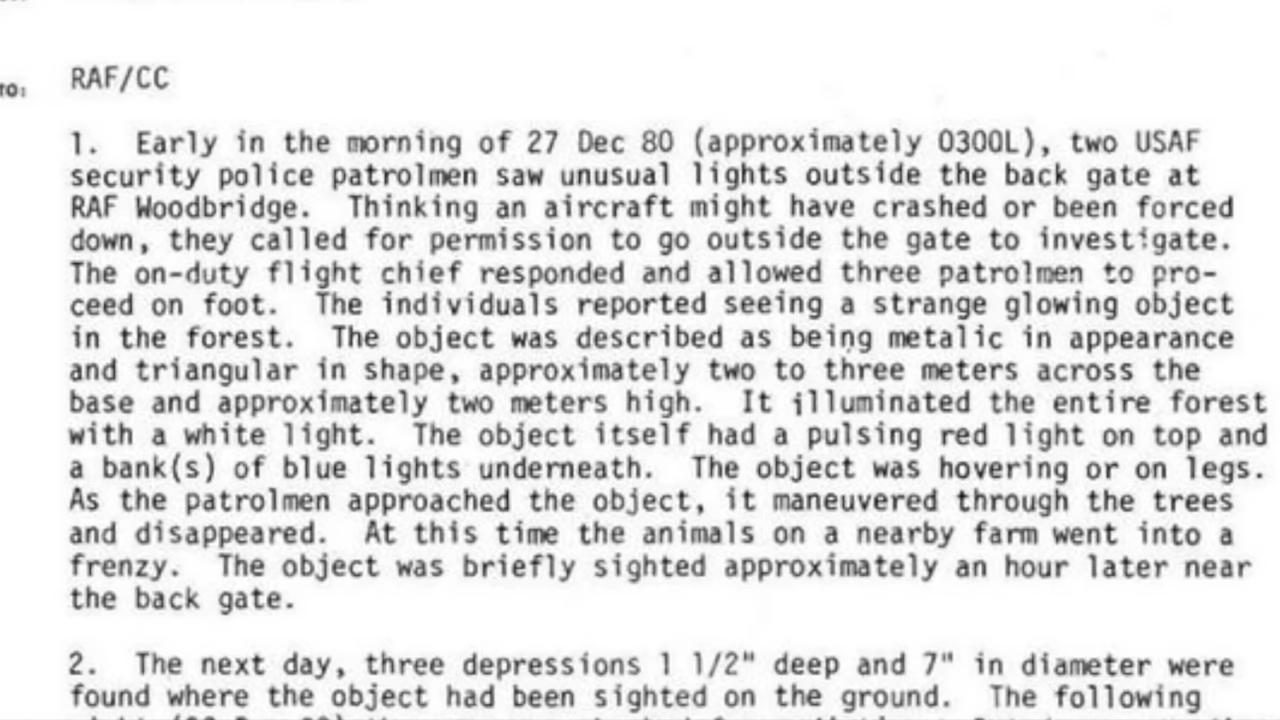 TO: RAF/CC
1. Early in the morning of 27 Dec 80 (approximately 0300L), two USAF
security police patrolmen saw unusual lights outside the back gate at
RAF Woodbridge. Thinking an aircraft might have crashed or been forced
down, they called for permission to go outside the gate to investigate.
The on-duty flight chief responded and allowed three patrolmen to pro-
ceed on foot. The individuals reported seeing a strange glowing object
in the forest. The object was described as being metalic in appearance
and triangular in shape, approximately two to three meters across the
base and approximately two meters high. It illuminated the entire forest
with a white light. The object itself had a pulsing red light on top and
a bank(s) of blue lights underneath. The object was hovering or on legs.
As the patrolmen approached the object, it maneuvered through the trees
and disappeared. At this time the animals on a nearby farm went into a
frenzy. The object was briefly sighted approximately an hour later near
the back gate.
2. The next day, three depressions 1 1/2" deep and 7" in diameter were
found where the object had been sighted on the ground. The following